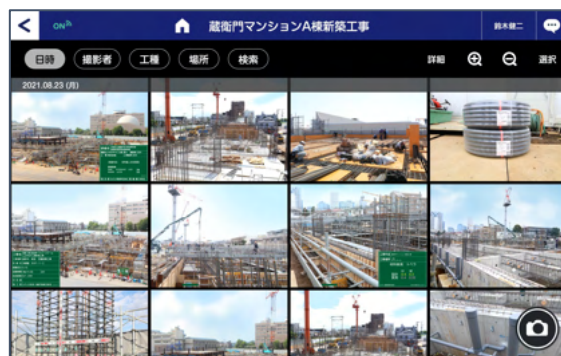 ON
蔵衛門マンションA棟新築工事
鈴木健二
日時
撮影者
工種
場所
検索
詳細
選択
2021.08.23 (月)